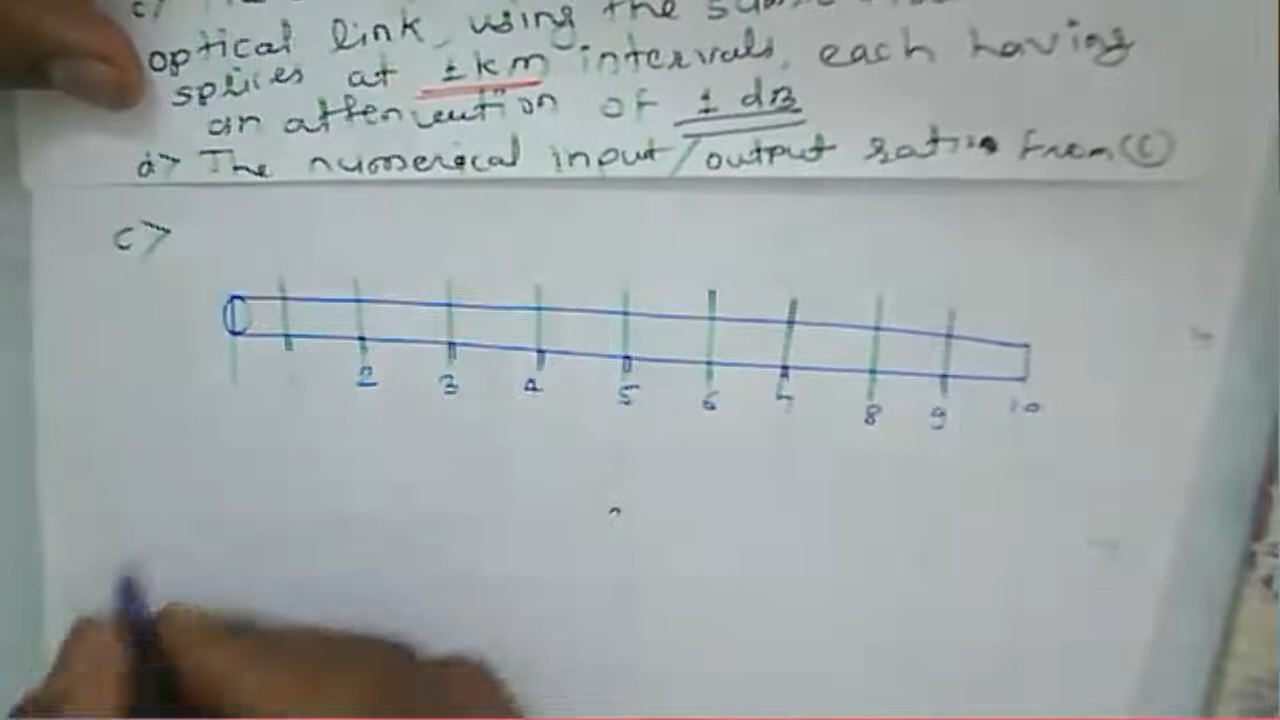 c)
optical link using the
splices at 1km intervals, each having
an attenuation of 1 dB
d> The numerical input/output ratio from (c)
c>
2 3 4 5 6 7 8 9 10